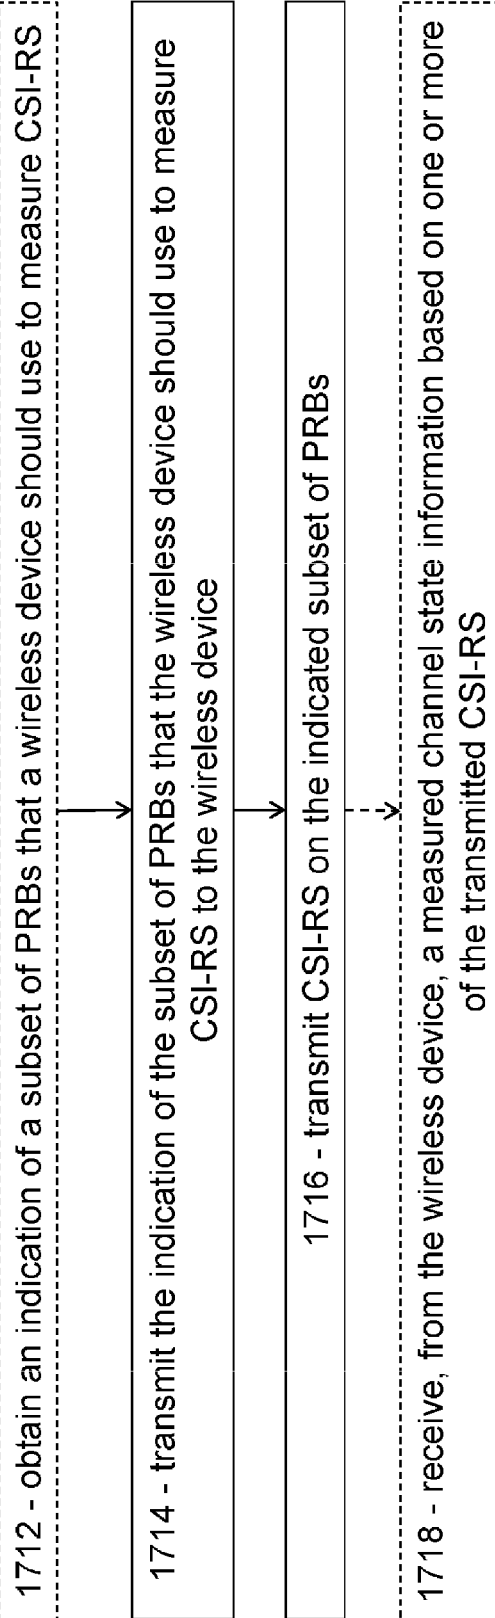 1712 - obtain an indication of a subset of PRBs that a wireless device should use to measure CSI-RS
1714 - transmit the indication of the subset of PRBs that the wireless device should use to measure
CSI-RS to the wireless device
1716 - transmit CSI-RS on the indicated subset of PRBs
1718 - receive, from the wireless device, a measured channel state information based on one or more
of the transmitted CSI-RS